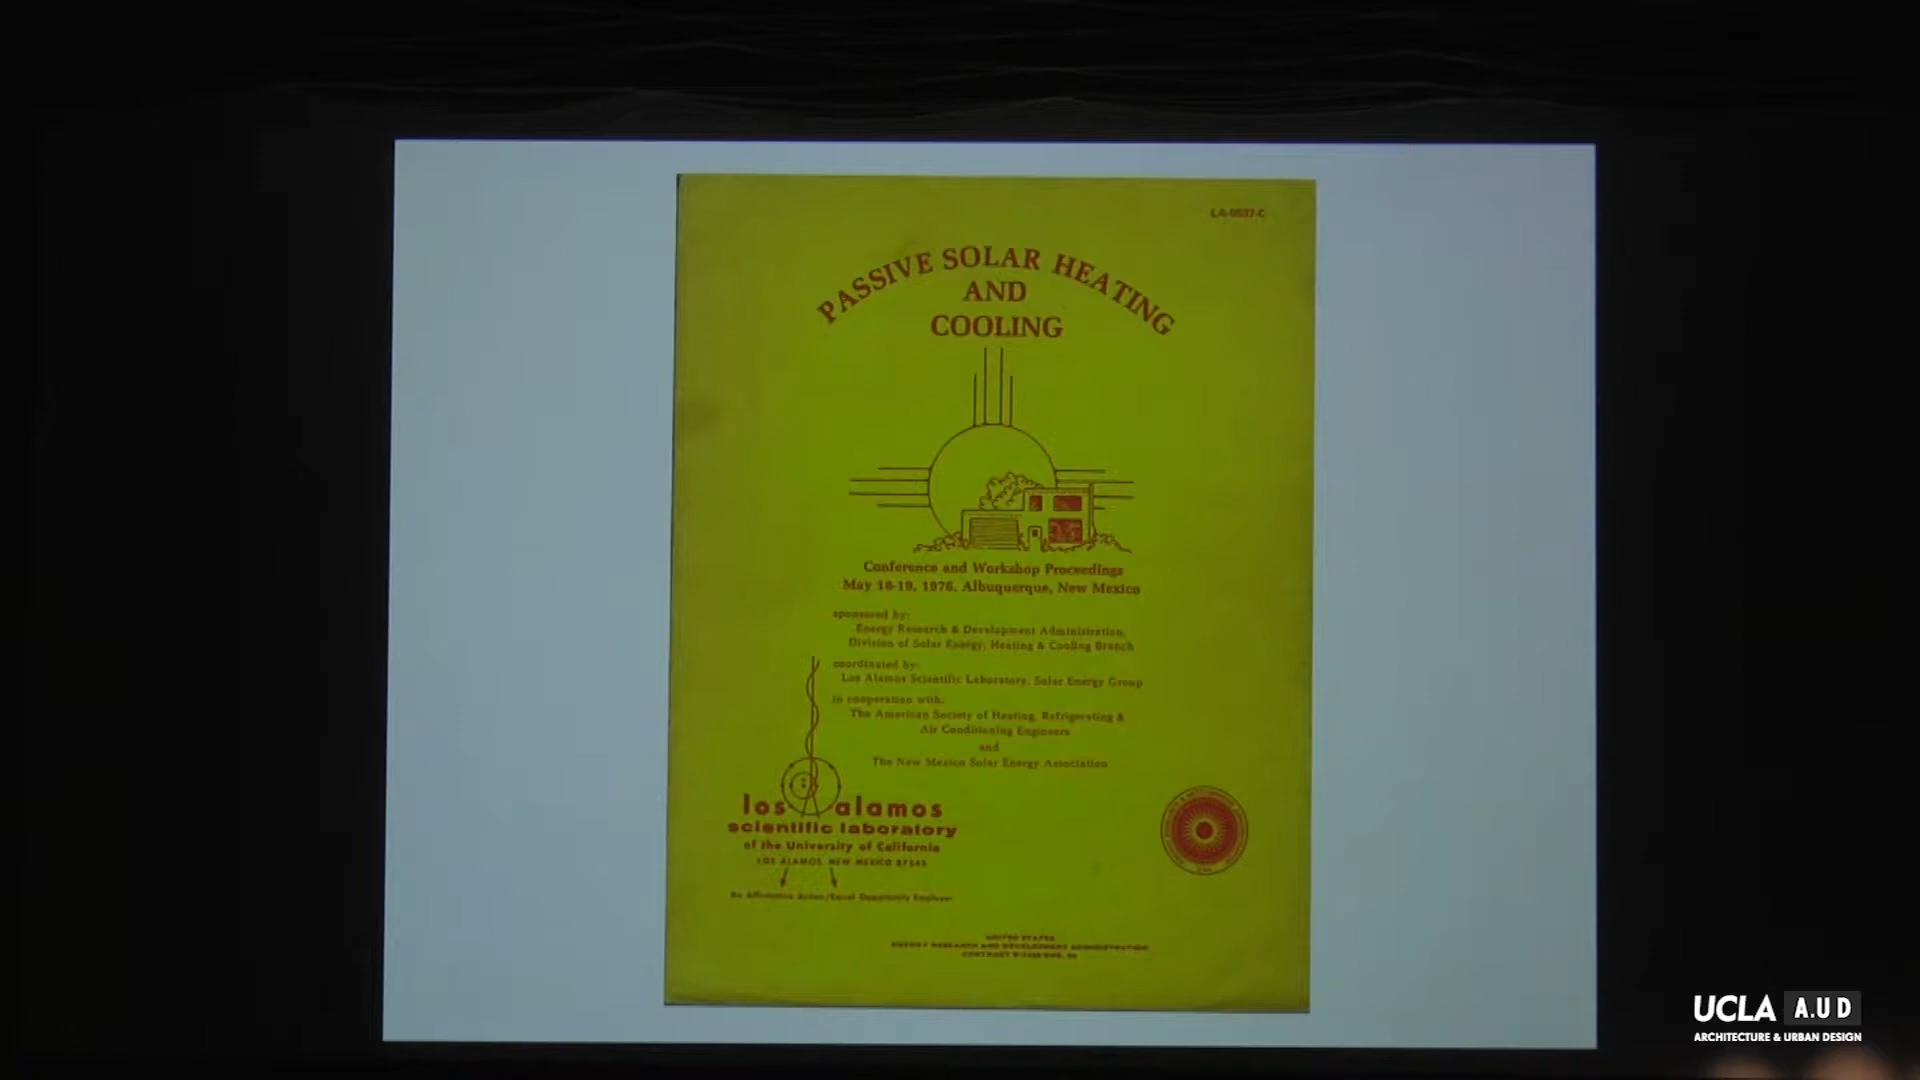 LA-6637-C
PASSIVE SOLAR HEATING
AND
COOLING
Conference and Workshop Proceedings
May 18-19, 1976, Albuquerque, New Mexico
sponsored by:
Energy Research & Development Administration,
Division of Solar Energy, Heating & Cooling Branch
coordinated by:
Los Alamos Scientific Laboratory, Solar Energy Group
in cooperation with:
The American Society of Heating, Refrigerating &
Air Conditioning Engineers
and
The New Mexico Solar Energy Association
los alamos
scientific laboratory
of the University of California
LOS ALAMOS, NEW MEXICO 87545
An Affirmative Action/Equal Opportunity Employer
UNITED STATES
ENERGY RESEARCH AND DEVELOPMENT ADMINISTRATION
CONTRACT
UCLA A.UD
ARCHITECTURE & URBAN DESIGN